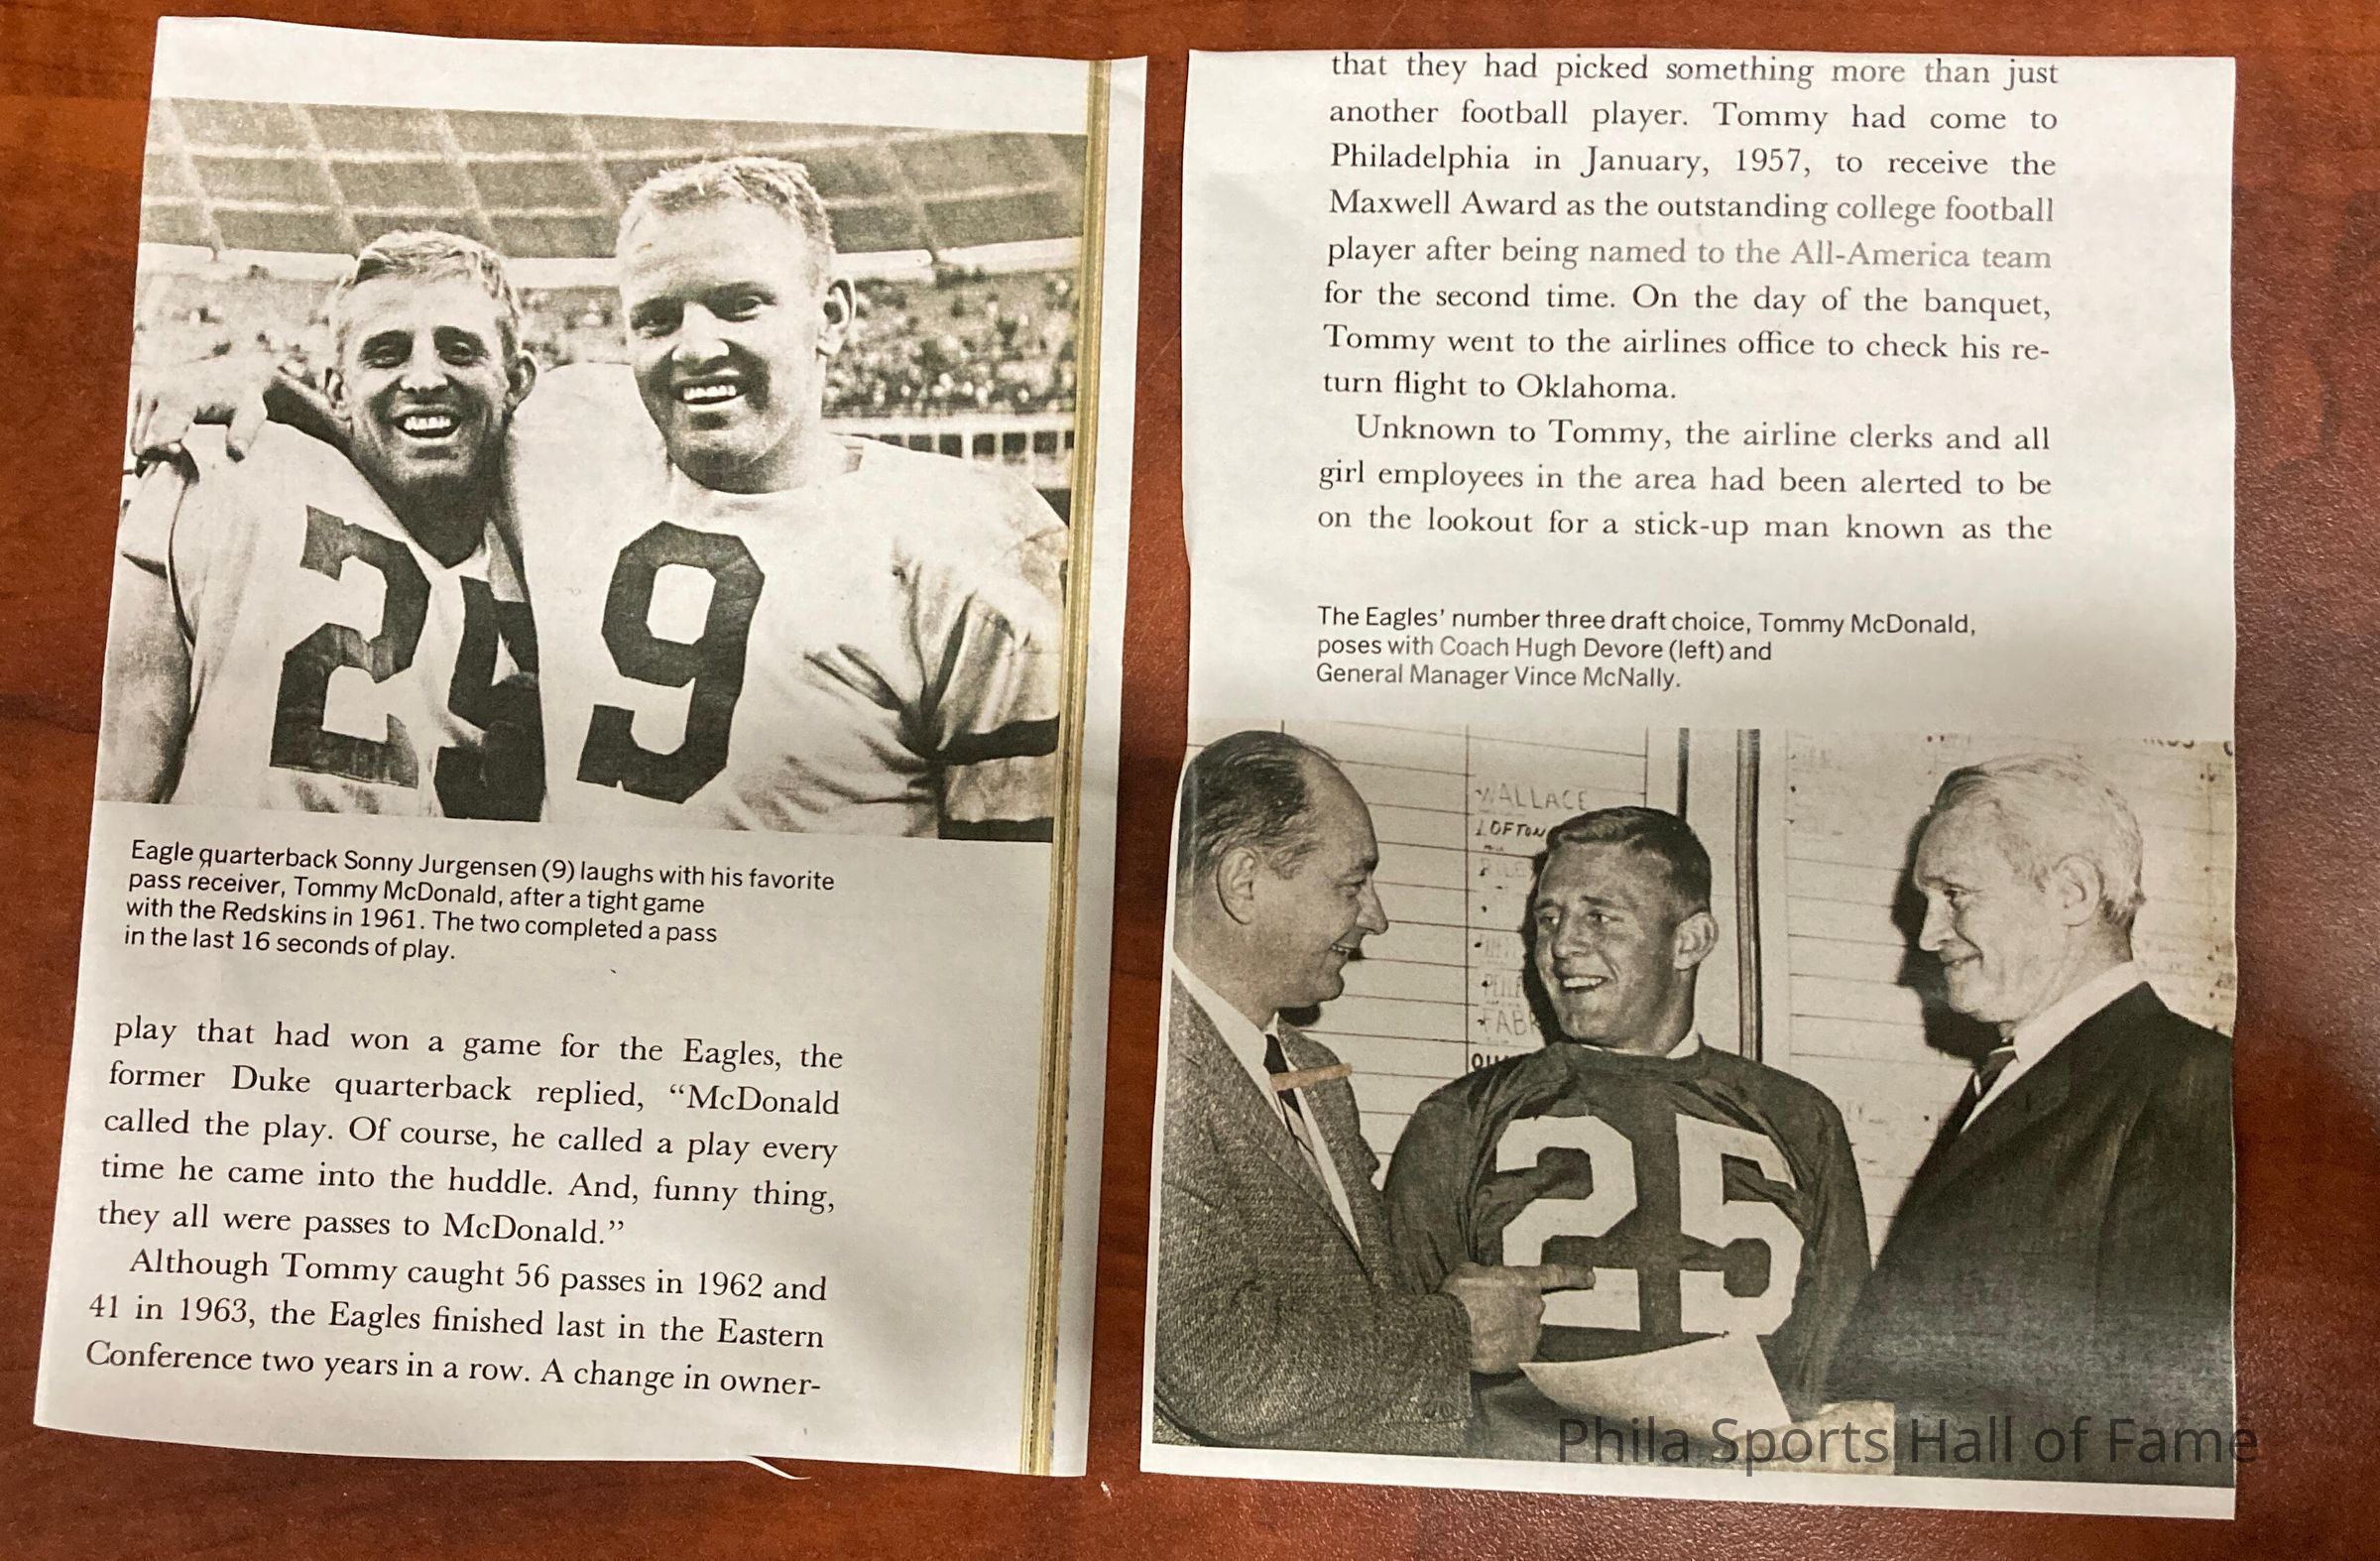 25
9
Eagle quarterback Sonny Jurgensen (9) laughs with his favorite
pass receiver, Tommy McDonald, after a tight game
with the Redskins in 1961. The two completed a pass
in the last 16 seconds of play.
play that had won a game for the Eagles, the
former Duke quarterback replied, “McDonald
called the play. Of course, he called a play every
time he came into the huddle. And, funny thing,
they all were passes to McDonald.”
Although Tommy caught 56 passes in 1962 and
41 in 1963, the Eagles finished last in the Eastern
Conference two years in a row. A change in owner-
that they had picked something more than just
another football player. Tommy had come to
Philadelphia in January, 1957, to receive the
Maxwell Award as the outstanding college football
player after being named to the All-America team
for the second time. On the day of the banquet,
Tommy went to the airlines office to check his re-
turn flight to Oklahoma.
Unknown to Tommy, the airline clerks and all
girl employees in the area had been alerted to be
on the lookout for a stick-up man known as the
The Eagles’ number three draft choice, Tommy McDonald,
poses with Coach Hugh Devore (left) and
General Manager Vince McNally.
WALLACE
LOFTON
25
Phila Sports Hall of Fame